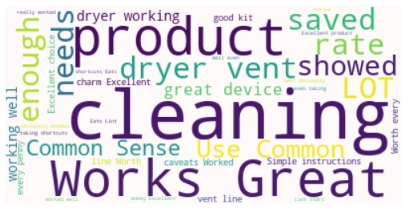 really worked
dryer working
good kit
saved
Low bar
Excellent product
product
rate
enough
needs
Excellent choice
dryer vent
showed
shortcuts Eats
well even
charm Excellent
great device
LOT
even taking
cleaning
working well
every penny
taking shortcuts
Eats Lint
Common Sense
Use Common
Worth every
line Worth
caveats Worked
Simple instructions
Works Great
worked well
money Excellent
vent line
Lint Stars